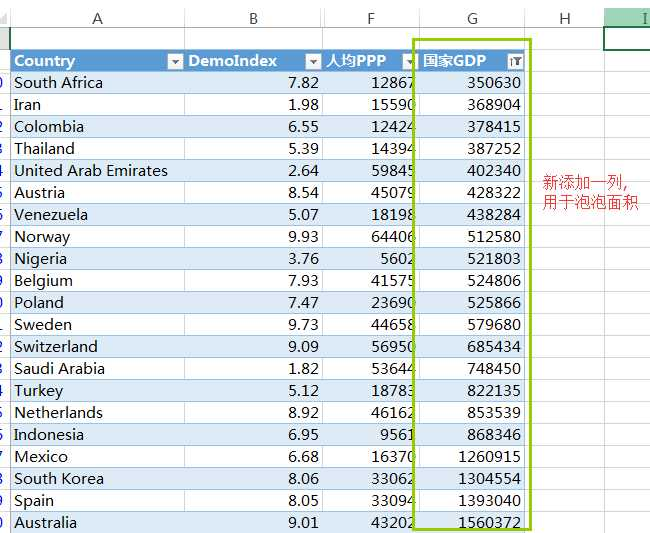 A B F G H I
Country DemoIndex 人均PPP 国家GDP
South Africa 7.82 12867 350630
Iran 1.98 15590 368904
Colombia 6.55 12424 378415
Thailand 5.39 14394 387252
United Arab Emirates 2.64 59845 402340
Austria 8.54 45079 428322
Venezuela 5.07 18198 438284
Norway 9.93 64406 512580
Nigeria 3.76 5602 521803
Belgium 7.93 41575 524806
Poland 7.47 23690 525866
Sweden 9.73 44658 579680
Switzerland 9.09 56950 685434
Saudi Arabia 1.82 53644 748450
Turkey 5.12 18783 822135
Netherlands 8.92 46162 853539
Indonesia 6.95 9561 868346
Mexico 6.68 16370 1260915
South Korea 8.06 33062 1304554
Spain 8.05 33094 1393040
Australia 9.01 43202 1560372
新添加一列,
用于泡泡面积